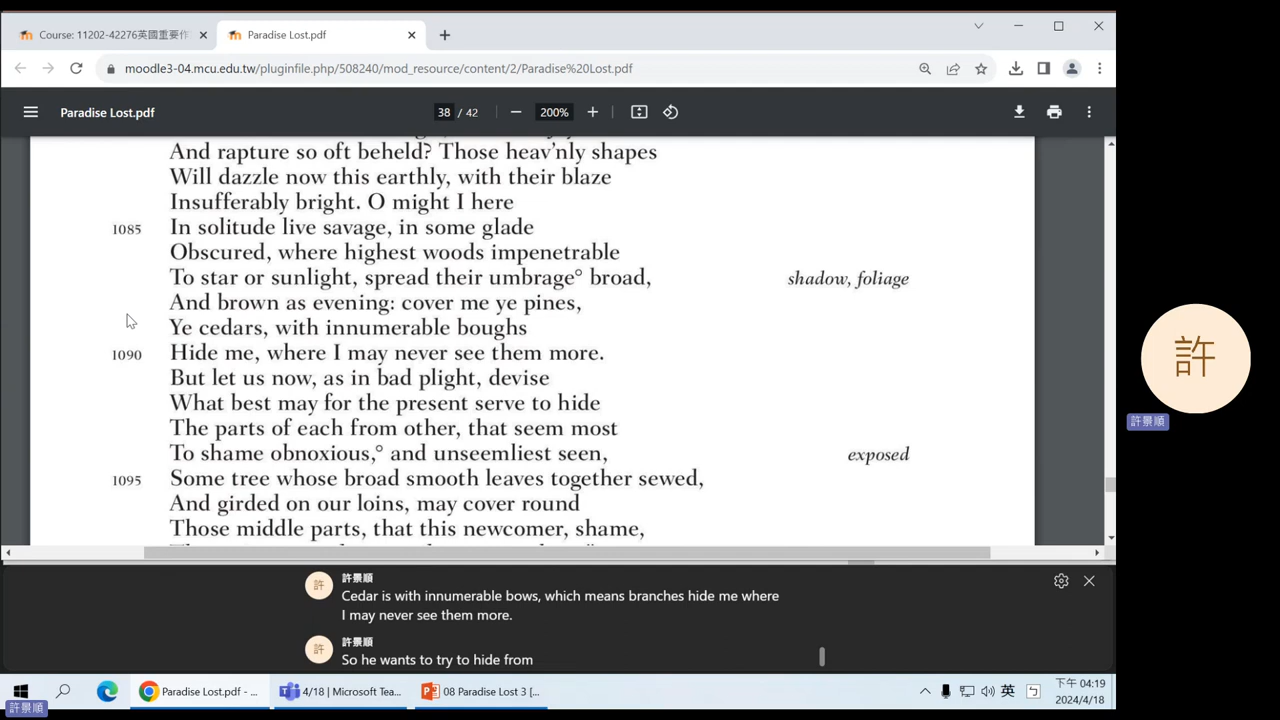 Course: 11202-42276英國重要作
Paradise Lost.pdf
moodle3-04.mcu.edu.tw/pluginfile.php/508240/mod_resource/content/2/Paradise%20Lost.pdf
Paradise Lost.pdf
38 / 42
200%
And rapture so oft beheld? Those heav'nly shapes
Will dazzle now this earthly, with their blaze
Insufferably bright. O might I here
1085 In solitude live savage, in some glade
Obscured, where highest woods impenetrable
To star or sunlight, spread their umbrage° broad, shadow, foliage
And brown as evening: cover me ye pines,
Ye cedars, with innumerable boughs
1090 Hide me, where I may never see them more.
But let us now, as in bad plight, devise
What best may for the present serve to hide
The parts of each from other, that seem most
To shame obnoxious,° and unseemliest seen, exposed
1095 Some tree whose broad smooth leaves together sewed,
And girded on our loins, may cover round
Those middle parts, that this newcomer, shame,
許
許景順
許
許景順
Cedar is with innumerable bows, which means branches hide me where
I may never see them more.
許
許景順
So he wants to try to hide from
Paradise Lost.pdf - ...
4/18 | Microsoft Tea...
08 Paradise Lost 3 [...
英
ㄅ
下午 04:19
2024/4/18
許景順